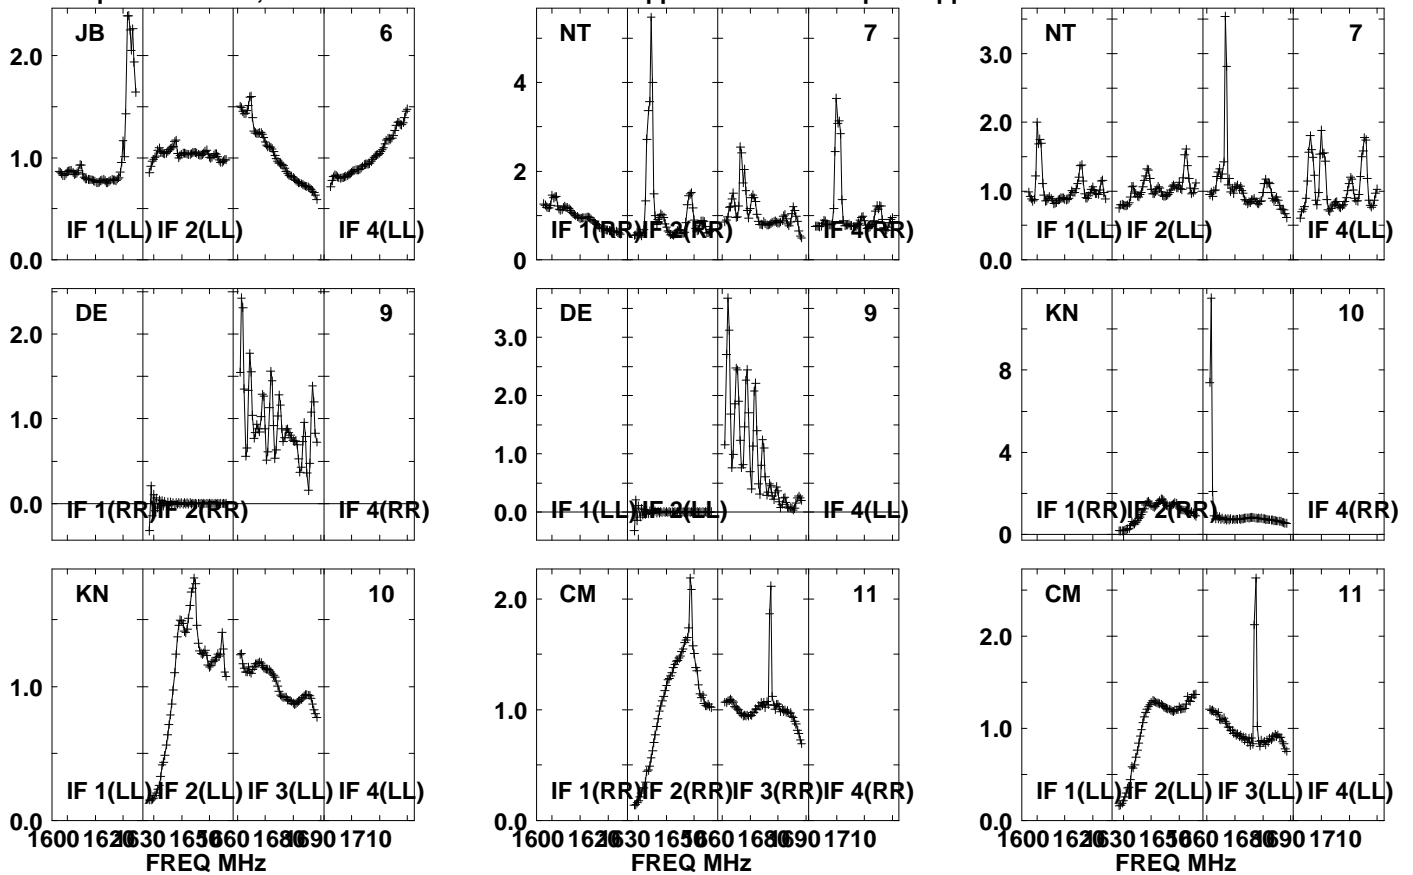 JB 6
2.0
1.0
0.0
IF 1(LL) IF 2(LL) IF 4(LL)
NT 7
4
2
0
IF 1(RR) IF 2(RR) IF 4(RR)
NT 7
3.0
2.0
1.0
0.0
IF 1(LL) IF 2(LL) IF 4(LL)
DE 9
2.0
1.0
0.0
IF 1(RR) IF 2(RR) IF 4(RR)
DE 9
3.0
2.0
1.0
0.0
IF 1(LL) IF 2(LL) IF 4(LL)
KN 10
8
4
0
IF 1(RR) IF 2(RR) IF 4(RR)
KN 10
1.0
0.0
IF 1(LL) IF 2(LL) IF 3(LL) IF 4(LL)
1600 1620 1630 1650 1660 1680 1690 1710
FREQ MHz
CM 11
2.0
1.0
0.0
IF 1(RR) IF 2(RR) IF 3(RR) IF 4(RR)
1600 1620 1630 1650 1660 1680 1690 1710
FREQ MHz
CM 11
2.0
1.0
0.0
IF 1(LL) IF 2(LL) IF 3(LL) IF 4(LL)
1600 1620 1630 1650 1660 1680 1690 1710
FREQ MHz